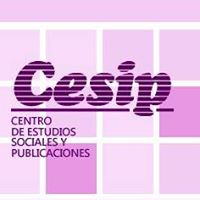 Cesip
CENTRO
DE ESTUDIOS
SOCIALES Y
PUBLICACIONES